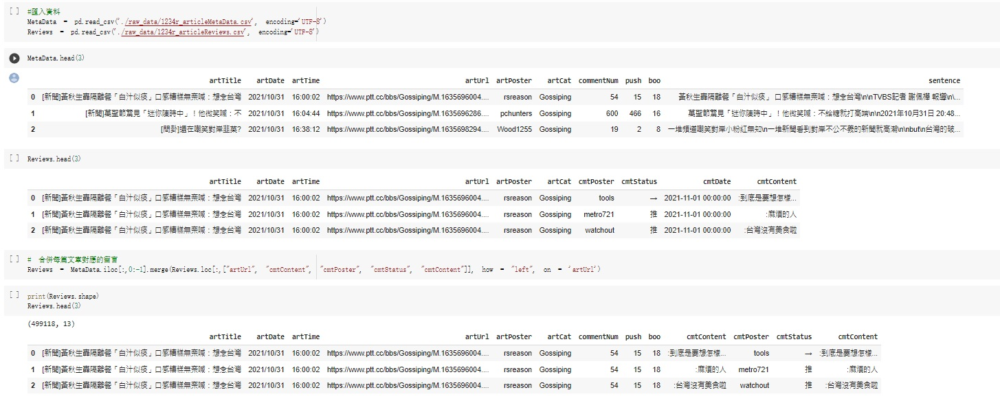 [ ] #匯入資料
MetaData = pd.read_csv('./raw_data/1234r_articleMetaData.csv', encoding='UTF-8')
Reviews = pd.read_csv('./raw_data/1234r_articleReviews.csv', encoding='UTF-8')
MetaData.head(3)
artTitle artDate artTime artUrl artPoster artCat commentNum push boo sentence
0 [新聞]黃秋生轟隔離餐「白汁似痰」口感糟糕無奈喊：想念台灣 2021/10/31 16:00:02 https://www.ptt.cc/bbs/Gossiping/M.1635696004.... rsreason Gossiping 54 15 18 黃秋生轟隔離餐「白汁似痰」 口感糟糕無奈喊：想念台灣\n\nTVBS記者 謝佩樺 報導\n\...
1 [新聞]萬聖節驚見「迷你陳時中」！他微笑喊：不 2021/10/31 16:04:44 https://www.ptt.cc/bbs/Gossiping/M.1635696286.... pchunters Gossiping 600 466 16 萬聖節驚見「迷你陳時中」！他微笑喊：不給糖就打高端\n\n2021年10月31日 20:48...
2 [問卦]還在嘲笑對岸韭菜? 2021/10/31 16:38:12 https://www.ptt.cc/bbs/Gossiping/M.1635698294.... Wood1255 Gossiping 19 2 8 一堆頻道嘲笑對岸小粉紅無知\n一堆新聞看到對岸不公不義的新聞就高潮\n\nbut\n台灣的破...
[ ] Reviews.head(3)
artTitle artDate artTime artUrl artPoster artCat cmtPoster cmtStatus cmtDate cmtContent
0 [新聞]黃秋生轟隔離餐「白汁似痰」口感糟糕無奈喊：想念台灣 2021/10/31 16:00:02 https://www.ptt.cc/bbs/Gossiping/M.1635696004.... rsreason Gossiping tools → 2021-11-01 00:00:00 :到底是要想怎樣...
1 [新聞]黃秋生轟隔離餐「白汁似痰」口感糟糕無奈喊：想念台灣 2021/10/31 16:00:02 https://www.ptt.cc/bbs/Gossiping/M.1635696004.... rsreason Gossiping metro721 推 2021-11-01 00:00:00 :麻煩的人
2 [新聞]黃秋生轟隔離餐「白汁似痰」口感糟糕無奈喊：想念台灣 2021/10/31 16:00:02 https://www.ptt.cc/bbs/Gossiping/M.1635696004.... rsreason Gossiping watchout 推 2021-11-01 00:00:00 :台灣沒有美食啦
[ ] # 合併每篇文章對應的留言
Reviews = MetaData.iloc[:,0:-1].merge(Reviews.loc[:,["artUrl", "cmtContent", "cmtPoster", "cmtStatus", "cmtContent"]], how = "left", on = 'artUrl')
[ ] print(Reviews.shape)
Reviews.head(3)
(499118, 13)
artTitle artDate artTime artUrl artPoster artCat commentNum push boo cmtContent cmtPoster cmtStatus cmtContent
0 [新聞]黃秋生轟隔離餐「白汁似痰」口感糟糕無奈喊：想念台灣 2021/10/31 16:00:02 https://www.ptt.cc/bbs/Gossiping/M.1635696004.... rsreason Gossiping 54 15 18 :到底是要想怎樣... tools → :到底是要想怎樣...
1 [新聞]黃秋生轟隔離餐「白汁似痰」口感糟糕無奈喊：想念台灣 2021/10/31 16:00:02 https://www.ptt.cc/bbs/Gossiping/M.1635696004.... rsreason Gossiping 54 15 18 :麻煩的人 metro721 推 :麻煩的人
2 [新聞]黃秋生轟隔離餐「白汁似痰」口感糟糕無奈喊：想念台灣 2021/10/31 16:00:02 https://www.ptt.cc/bbs/Gossiping/M.1635696004.... rsreason Gossiping 54 15 18 :台灣沒有美食啦 watchout 推 :台灣沒有美食啦